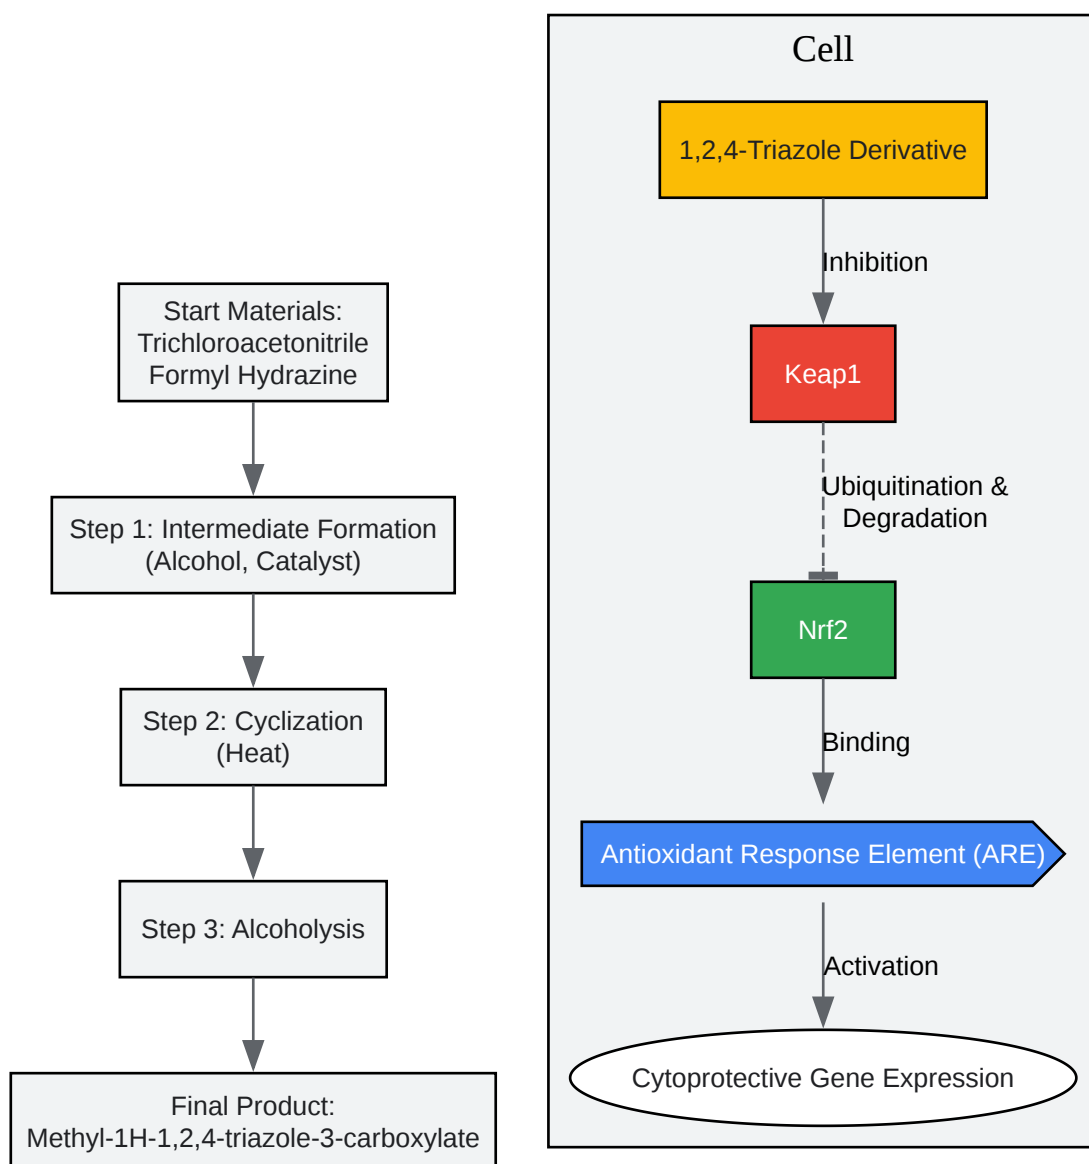 Start Materials:
Trichloroacetonitrile
Formyl Hydrazine
Step 1: Intermediate Formation
(Alcohol, Catalyst)
Step 2: Cyclization
(Heat)
Step 3: Alcoholysis
Final Product:
Methyl-1H-1,2,4-triazole-3-carboxylate
Cell
1,2,4-Triazole Derivative
Inhibition
Keap1
Ubiquitination &
Degradation
Nrf2
Binding
Antioxidant Response Element (ARE)
Activation
Cytoprotective Gene Expression